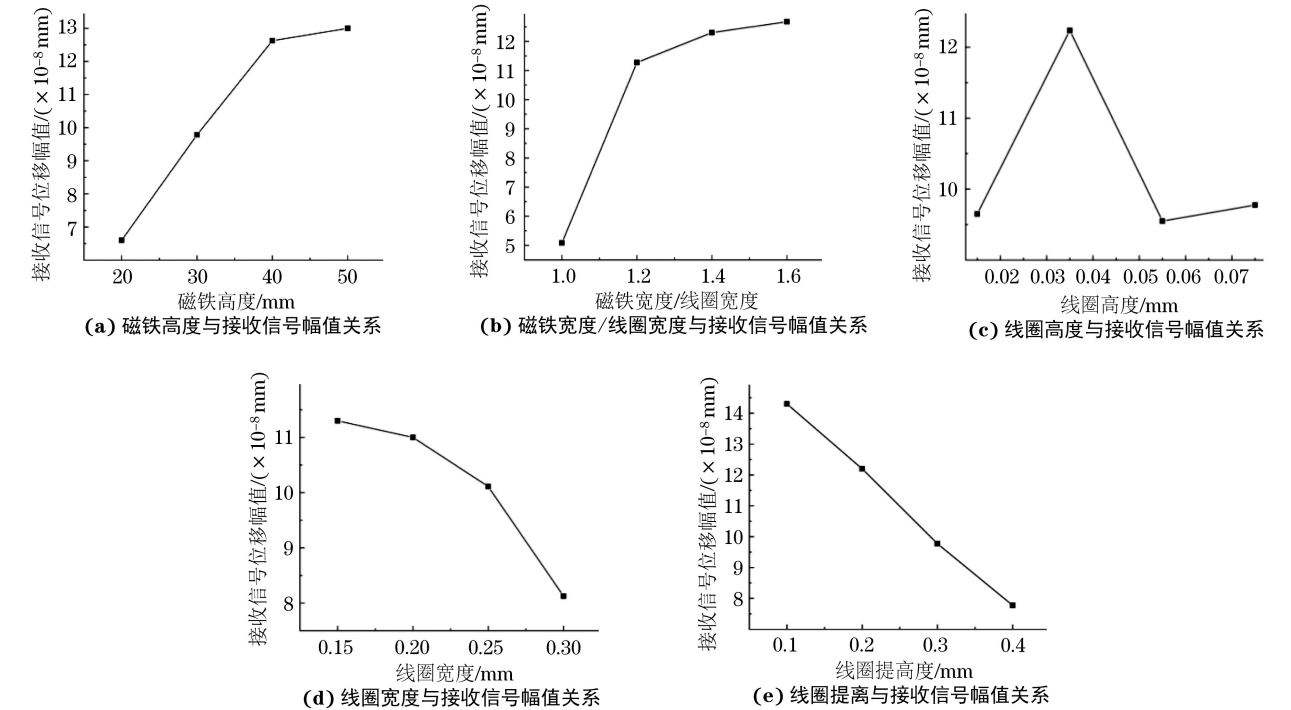 接收信号位移幅值/(×10⁻⁸mm)
13
12
11
10
9
8
7
20 30 40 50
磁铁高度/mm
(a) 磁铁高度与接收信号幅值关系
接收信号位移幅值/(×10⁻⁸mm)
12
11
10
9
8
7
6
5
1.0 1.2 1.4 1.6
磁铁宽度/线圈宽度
(b) 磁铁宽度/线圈宽度与接收信号幅值关系
接收信号位移幅值/(×10⁻⁸mm)
12
11
10
0.02 0.03 0.04 0.05 0.06 0.07
线圈高度/mm
(c) 线圈高度与接收信号幅值关系
接收信号位移幅值/(×10⁻⁸mm)
11
10
9
8
0.15 0.20 0.25 0.30
线圈宽度/mm
(d) 线圈宽度与接收信号幅值关系
接收信号位移幅值/(×10⁻⁸mm)
14
13
12
11
10
9
8
0.1 0.2 0.3 0.4
线圈提高度/mm
(e) 线圈提离与接收信号幅值关系